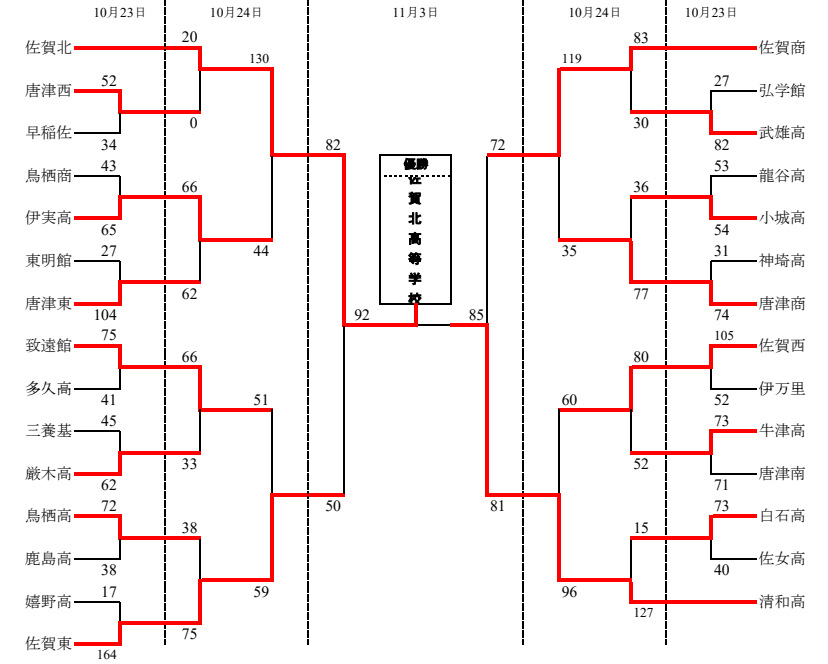 10月23日 10月24日 11月3日 10月24日 10月23日
佐賀北 20 130 119 83 佐賀商
唐津西 52 27 弘学館
0 30
早稲佐 34 82 武雄高
82 72
鳥栖商 43 53 龍谷高
66 36
伊実高 65 54 小城高
44 35
東明館 27 31 神埼高
62 77
唐津東 104 74 唐津商
優勝
佐
賀
北
高
等
学
校
92 85
致遠館 75 105 佐賀西
66 80
多久高 41 52 伊万里
51 60
三養基 45 73 牛津高
33 52
厳木高 62 71 唐津南
50 81
鳥栖高 72 73 白石高
38 15
鹿島高 38 40 佐女高
59 96
嬉野高 17 127 清和高
75
佐賀東 164